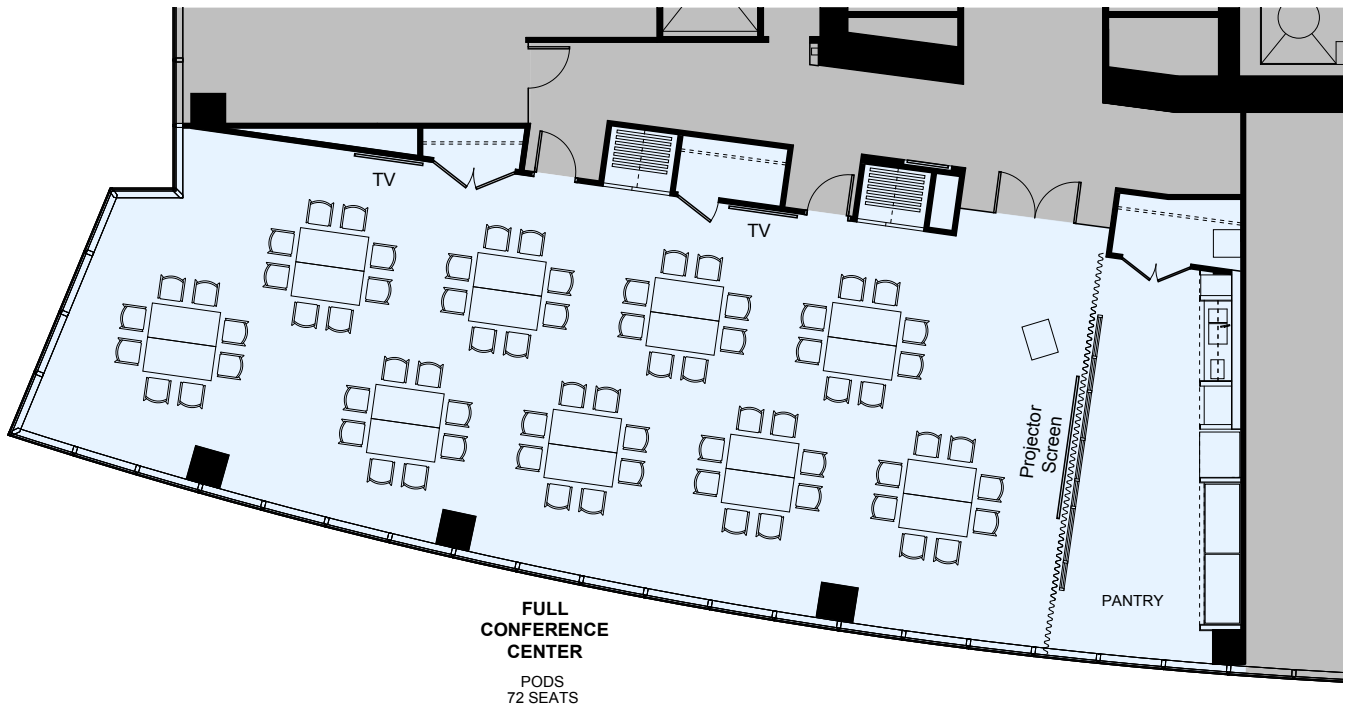 TV
TV
Projector
Screen
PANTRY
FULL
CONFERENCE
CENTER
PODS
72 SEATS